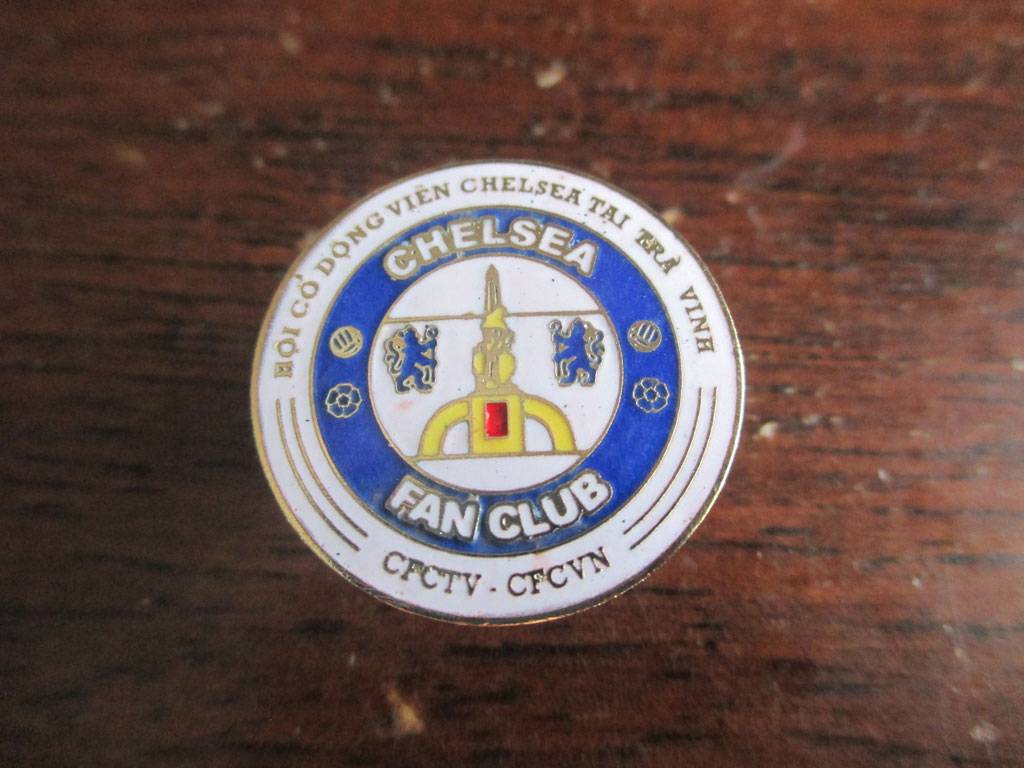 HỘI CỔ ĐỘNG VIÊN CHELSEA TẠI TRÀ VINH
CHELSEA
FAN CLUB
CFCTV - CFCVN